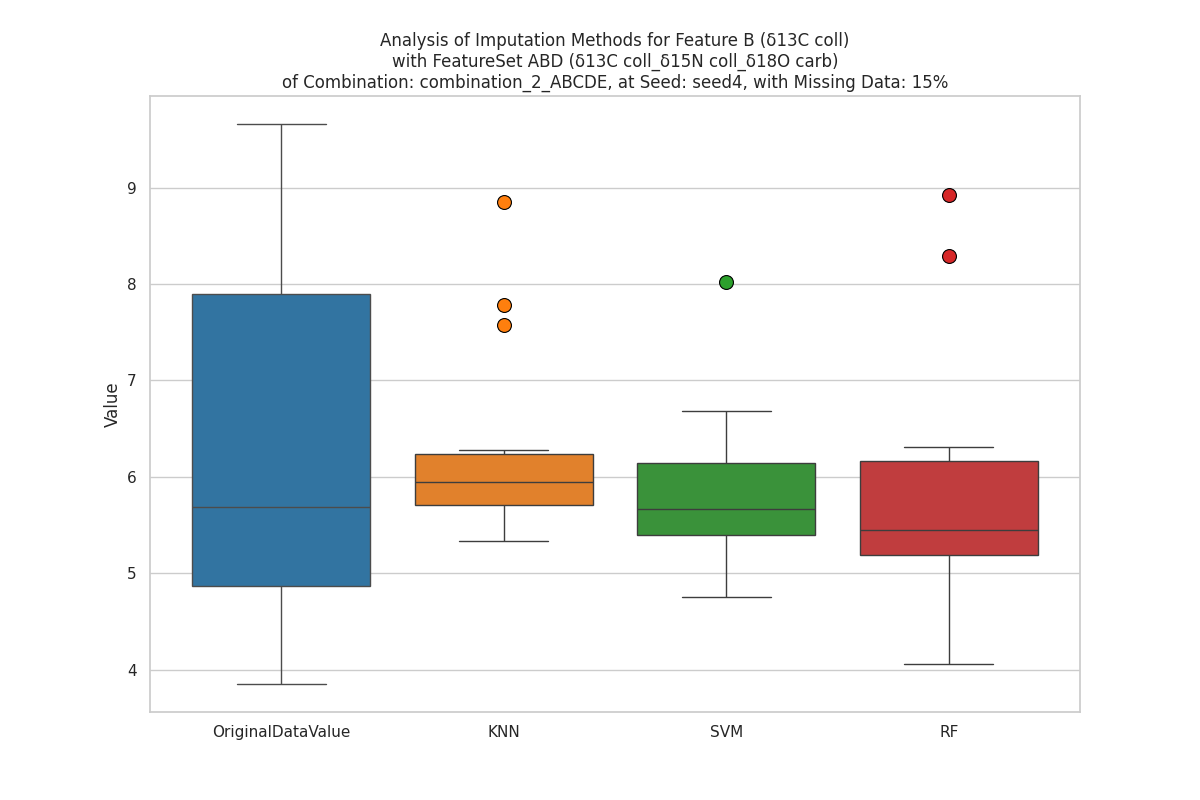 Analysis of Imputation Methods for Feature B (δ13C coll)
with FeatureSet ABD (δ13C coll_δ15N coll_δ18O carb)
of Combination: combination_2_ABCDE, at Seed: seed4, with Missing Data: 15%
Value
9
8
7
6
5
4
OriginalDataValue KNN SVM RF